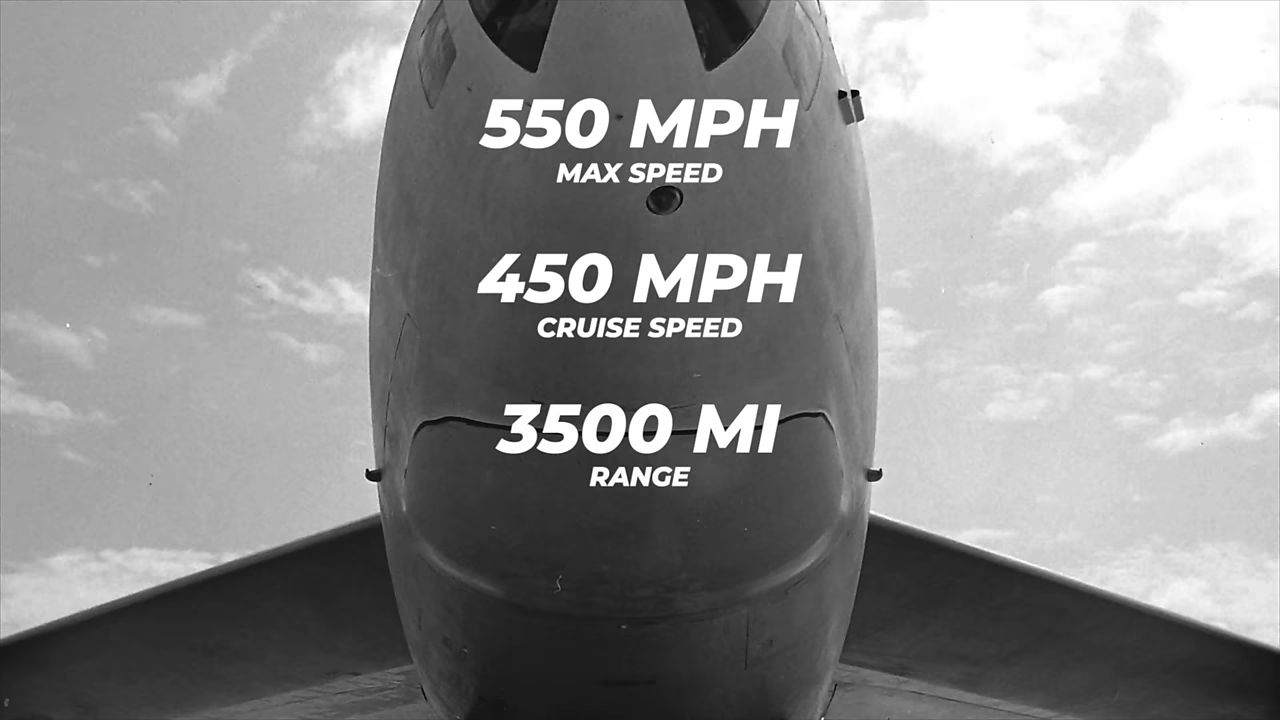 550 MPH
MAX SPEED
450 MPH
CRUISE SPEED
3500 MI
RANGE